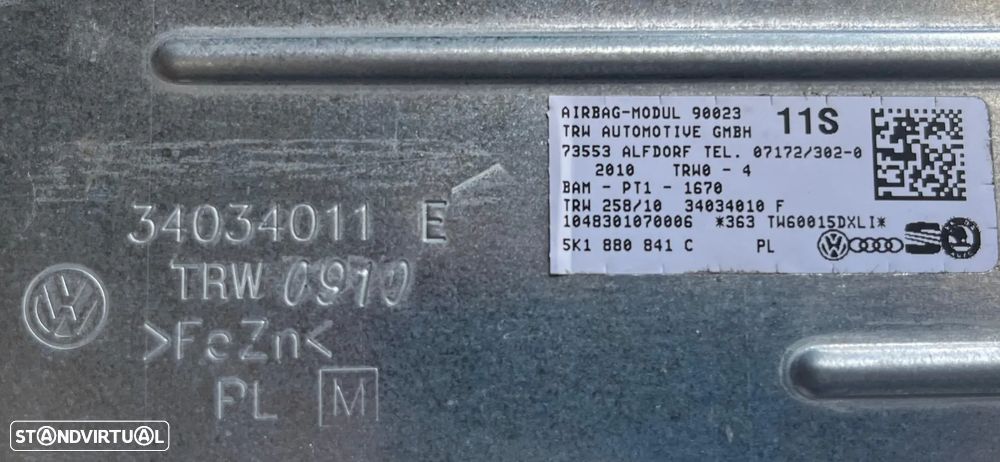 AIRBAG-MODUL 90023 11S
TRW AUTOMOTIVE GMBH
73553 ALFDORF TEL. 07172/302-0
2010 TRW0 - 4
BAM - PT1 - 1670
TRW 258/10 34034010 F
1048301070006 *363 TW60015DXLI*
5K1 880 841 C PL
34034011 E
TRW 0910
>FeZn<
PL M
STANDVIRTUAL